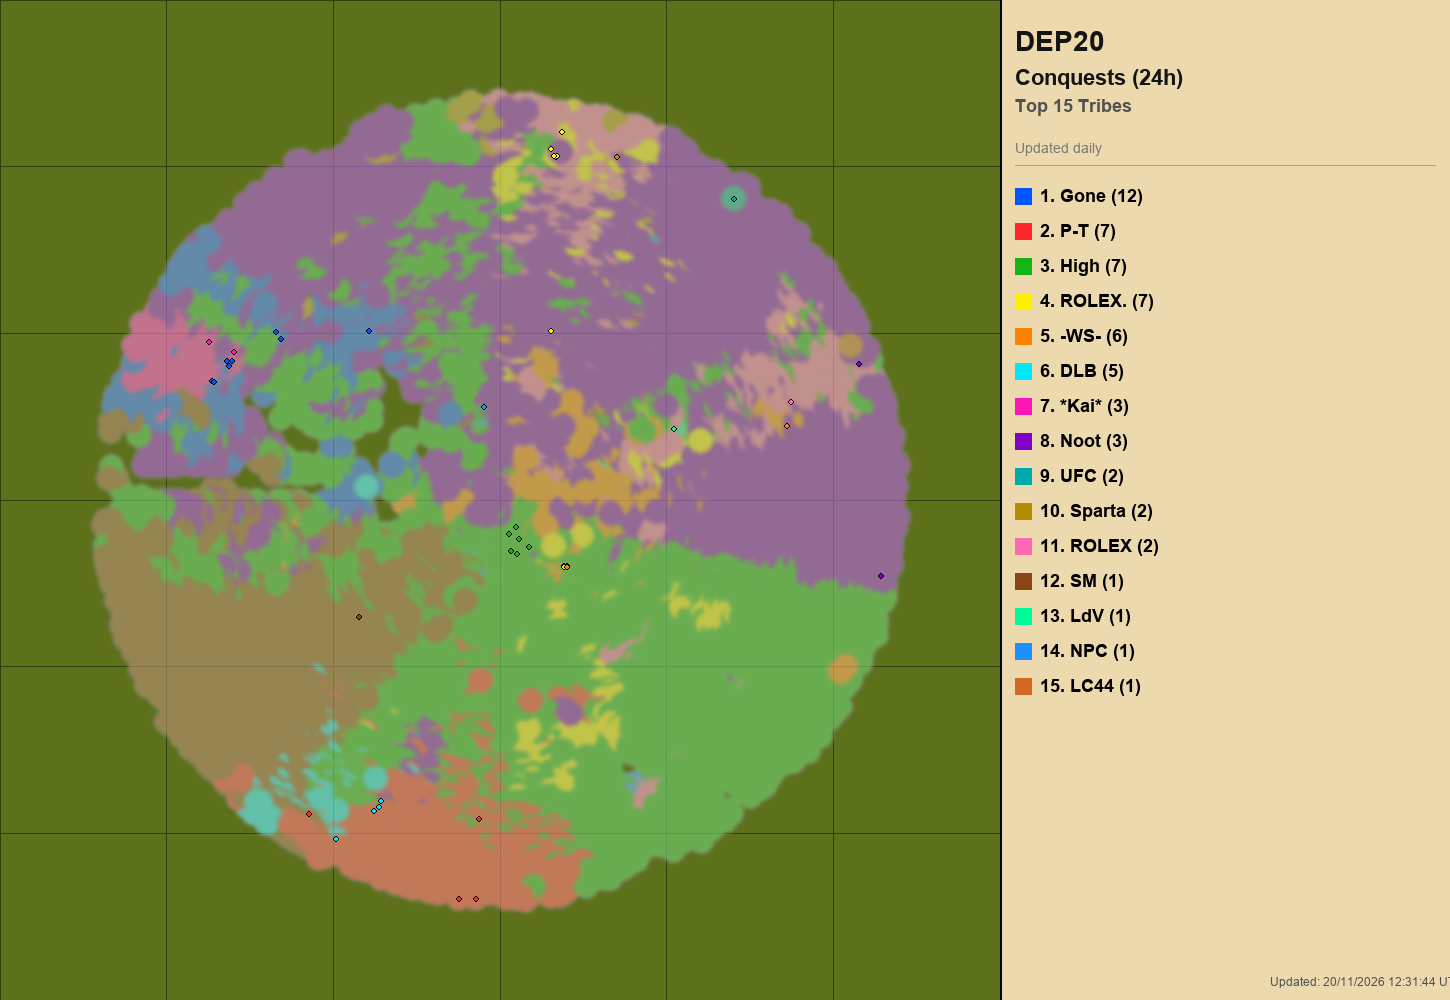 DEP20
Conquests (24h)
Top 15 Tribes
Updated daily
1. Gone (12)
2. P-T (7)
3. High (7)
4. ROLEX. (7)
5. -WS- (6)
6. DLB (5)
7. *Kai* (3)
8. Noot (3)
9. UFC (2)
10. Sparta (2)
11. ROLEX (2)
12. SM (1)
13. LdV (1)
14. NPC (1)
15. LC44 (1)
Updated: 20/11/2026 12:31:44 U